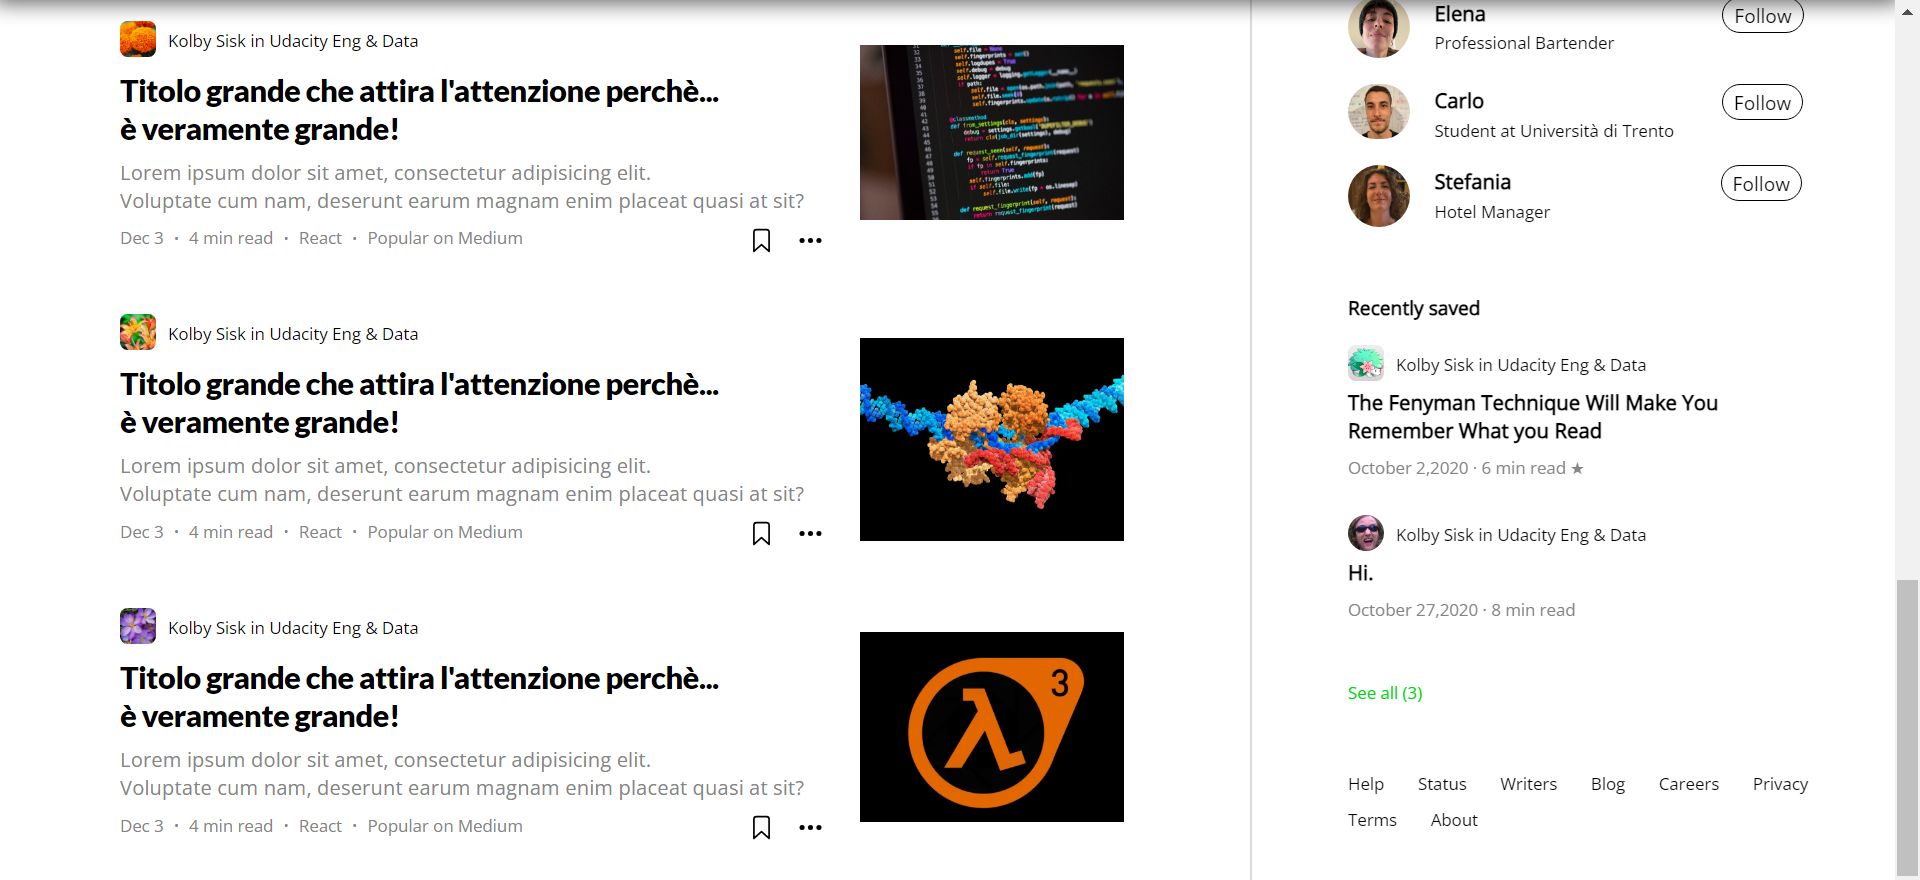 Kolby Sisk in Udacity Eng & Data
Titolo grande che attira l'attenzione perchè...
è veramente grande!
Lorem ipsum dolor sit amet, consectetur adipisicing elit.
Voluptate cum nam, deserunt earum magnam enim placeat quasi at sit?
Dec 3 · 4 min read · React · Popular on Medium
Kolby Sisk in Udacity Eng & Data
Titolo grande che attira l'attenzione perchè...
è veramente grande!
Lorem ipsum dolor sit amet, consectetur adipisicing elit.
Voluptate cum nam, deserunt earum magnam enim placeat quasi at sit?
Dec 3 · 4 min read · React · Popular on Medium
Kolby Sisk in Udacity Eng & Data
Titolo grande che attira l'attenzione perchè...
è veramente grande!
Lorem ipsum dolor sit amet, consectetur adipisicing elit.
Voluptate cum nam, deserunt earum magnam enim placeat quasi at sit?
Dec 3 · 4 min read · React · Popular on Medium
λ 3
Elena
Professional Bartender
Follow
Carlo
Student at Università di Trento
Follow
Stefania
Hotel Manager
Follow
Recently saved
Kolby Sisk in Udacity Eng & Data
The Fenyman Technique Will Make You
Remember What you Read
October 2,2020 · 6 min read ★
Kolby Sisk in Udacity Eng & Data
Hi.
October 27,2020 · 8 min read
See all (3)
Help Status Writers Blog Careers Privacy
Terms About